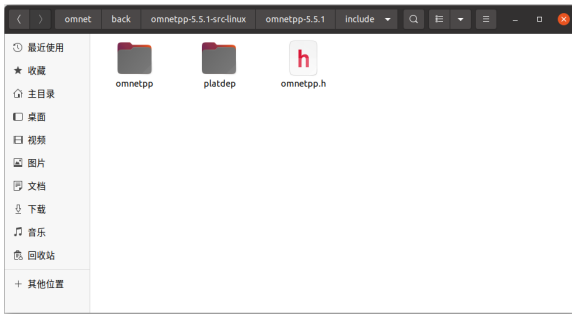 omnet back omnetpp-5.5.1-src-linux omnetpp-5.5.1 include
最近使用
收藏
主目录
桌面
视频
图片
文档
下载
音乐
回收站
其他位置
omnetpp platdep omnetpp.h